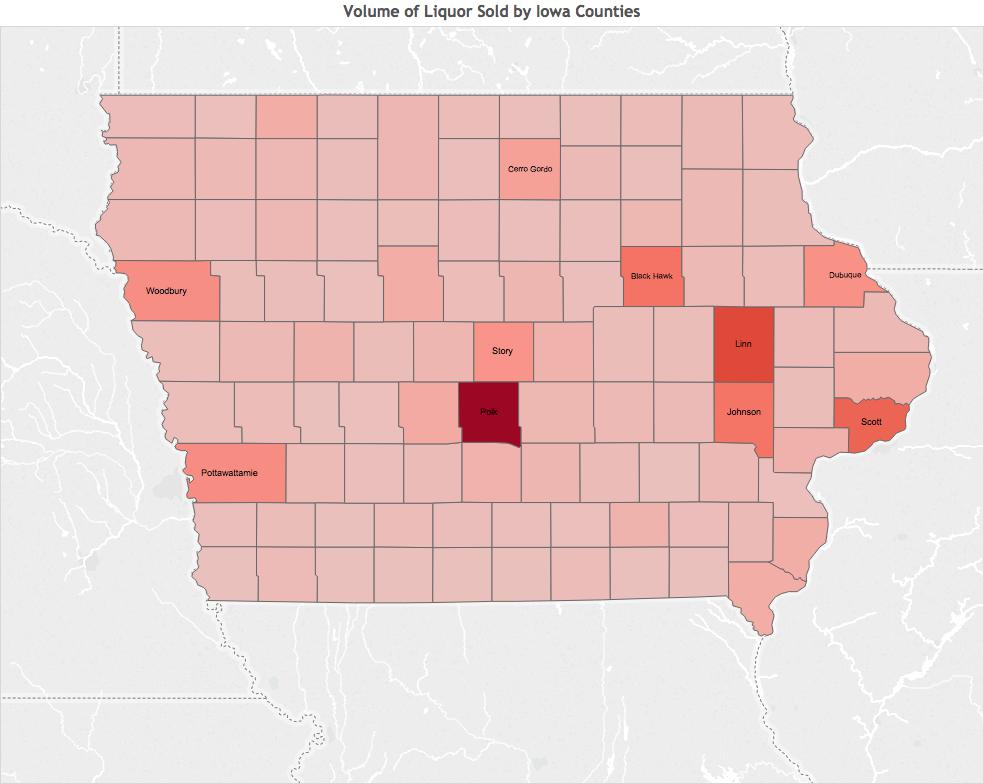 Volume of Liquor Sold by Iowa Counties
Cerro Gordo
Black Hawk
Dubuque
Woodbury
Linn
Story
Polk
Johnson
Scott
Pottawattamie